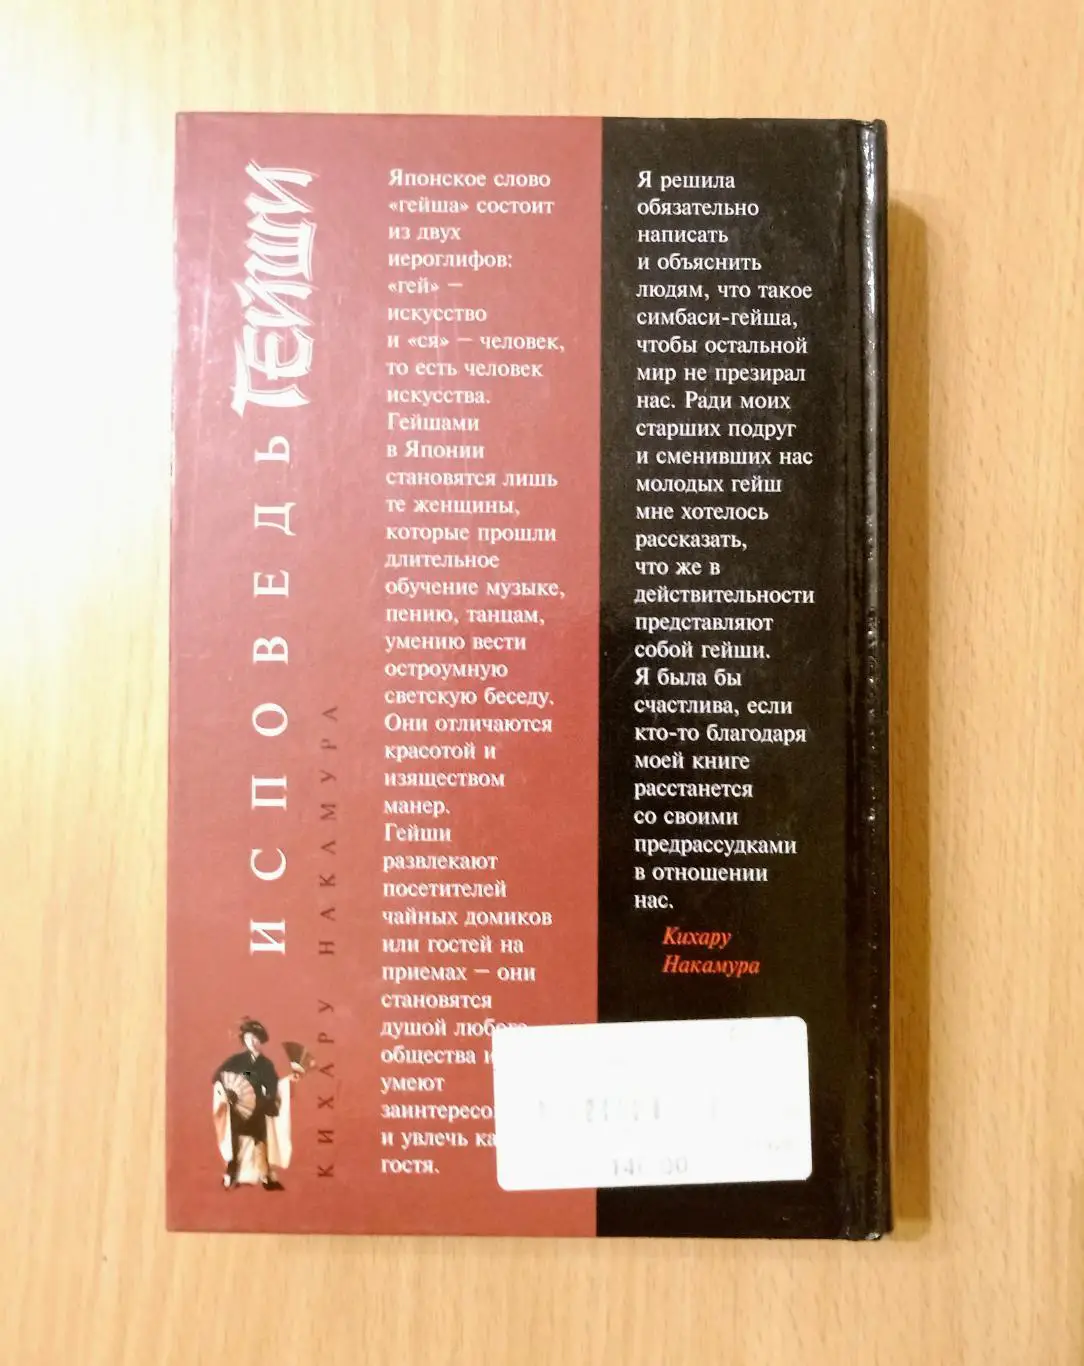 ИСПОВЕДЬ ГЕЙШИ
КИХАРУ НАКАМУРА
Японское слово
«гейша» состоит
из двух
иероглифов:
«гей» –
искусство
и «ся» – человек,
то есть человек
искусства.
Гейшами
в Японии
становятся лишь
те женщины,
которые прошли
длительное
обучение музыке,
пению, танцам,
умению вести
остроумную
светскую беседу.
Они отличаются
красотой и
изяществом
манер.
Гейши
развлекают
посетителей
чайных домиков
или гостей на
приемах – они
становятся
душой любого
общества и
умеют
и увлечь
гостя.
Я решила
обязательно
написать
и объяснить
людям, что такое
симбаси-гейша,
чтобы остальной
мир не презирал
нас. Ради моих
старших подруг
и сменивших нас
молодых гейш
мне хотелось
рассказать,
что же в
действительности
представляют
собой гейши.
Я была бы
счастлива, если
кто-то благодаря
моей книге
расстанется
со своими
предрассудками
в отношении
нас.
Кихару
Накамура